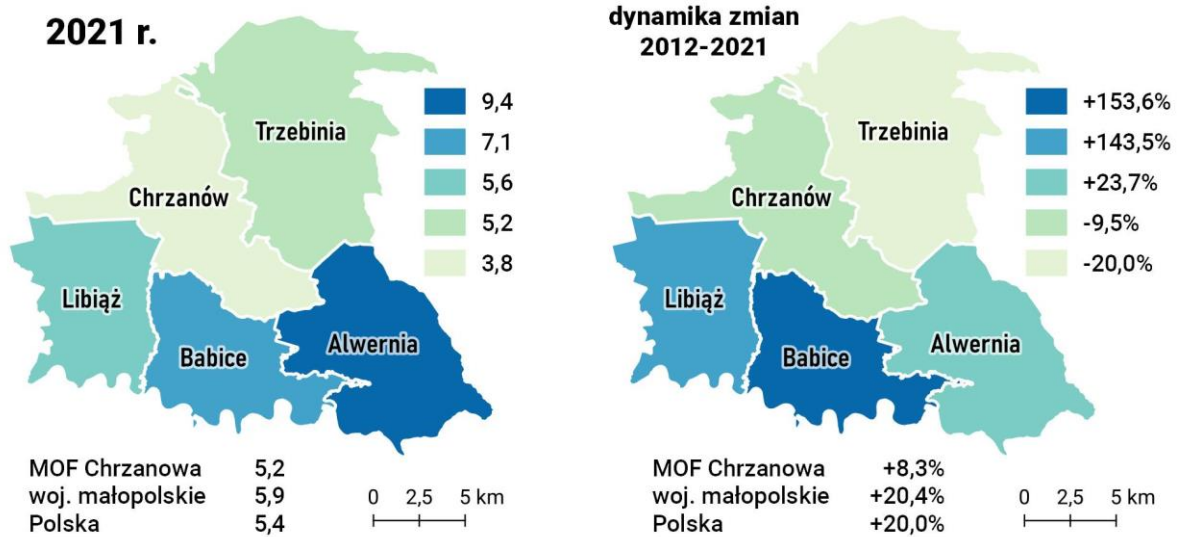 2021 r.
9,4
7,1
5,6
5,2
3,8
Trzebinia
Chrzanów
Libiąż
Babice
Alwernia
MOF Chrzanowa 5,2
woj. małopolskie 5,9
Polska 5,4
0 2,5 5 km
dynamika zmian
2012-2021
+153,6%
+143,5%
+23,7%
-9,5%
-20,0%
Trzebinia
Chrzanów
Libiąż
Babice
Alwernia
MOF Chrzanowa +8,3%
woj. małopolskie +20,4%
Polska +20,0%
0 2,5 5 km